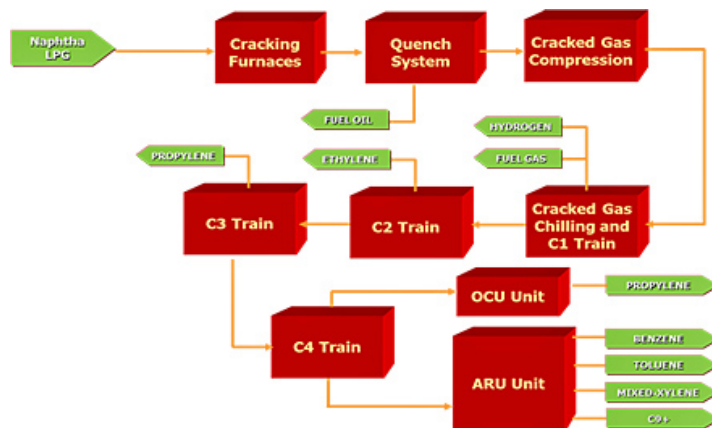 Naphtha
LPG
Cracking
Furnaces
Quench
System
Cracked Gas
Compression
FUEL OIL
HYDROGEN
PROPYLENE
ETHYLENE
FUEL GAS
C3 Train
C2 Train
Cracked Gas
Chilling and
C1 Train
OCU Unit
PROPYLENE
C4 Train
ARU Unit
BENZENE
TOLUENE
MIXED-XYLENE
C9+